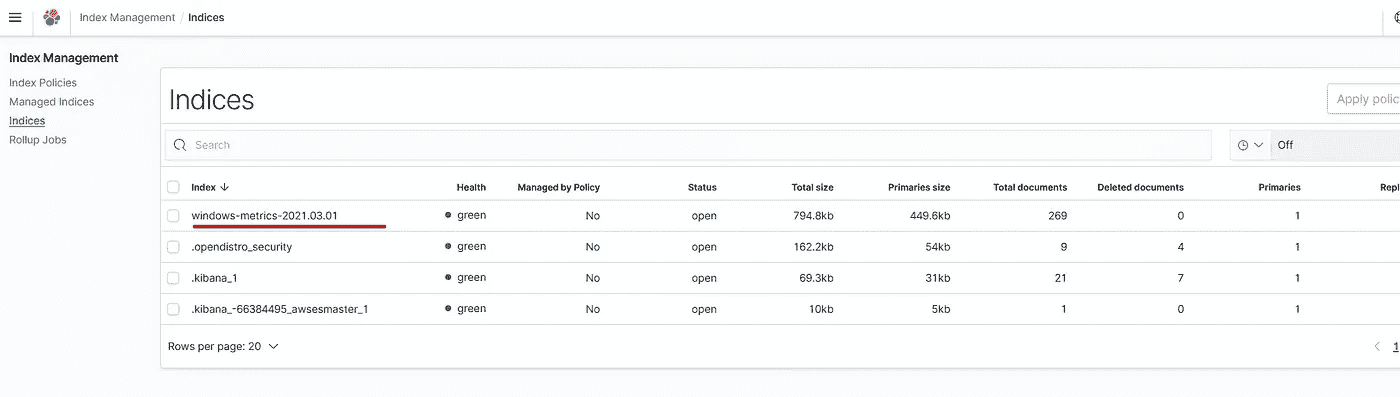 Index Management / Indices
Index Management
Index Policies
Managed Indices
Indices
Rollup Jobs
Indices
Apply polic
Search
Off
Index Health Managed by Policy Status Total size Primaries size Total documents Deleted documents Primaries Repl
windows-metrics-2021.03.01 green No open 794.8kb 449.6kb 269 0 1
.opendistro_security green No open 162.2kb 54kb 9 4 1
.kibana_1 green No open 69.3kb 31kb 21 7 1
.kibana_-66384495_awsesmaster_1 green No open 10kb 5kb 1 0 1
Rows per page: 20
1